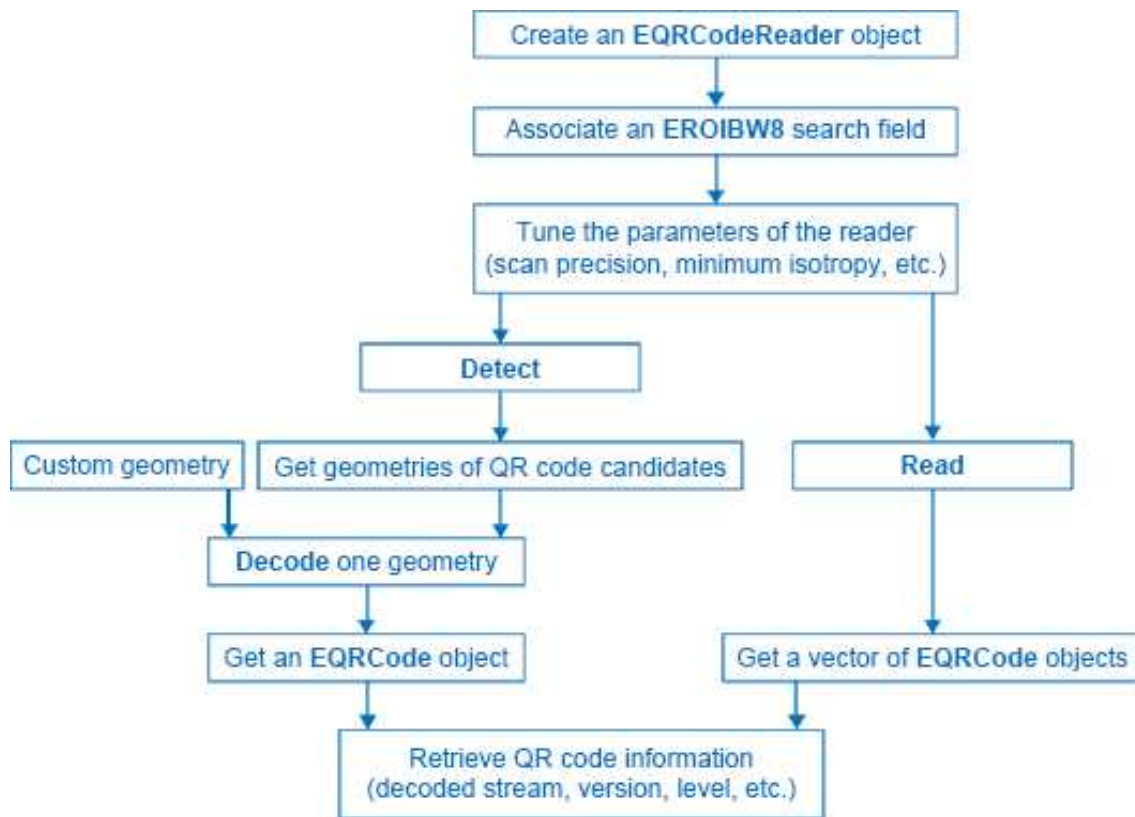 Create an EQRCodeReader object
Associate an EROIBW8 search field
Tune the parameters of the reader
(scan precision, minimum isotropy, etc.)
Detect
Custom geometry
Get geometries of QR code candidates
Read
Decode one geometry
Get an EQRCode object
Get a vector of EQRCode objects
Retrieve QR code information
(decoded stream, version, level, etc.)